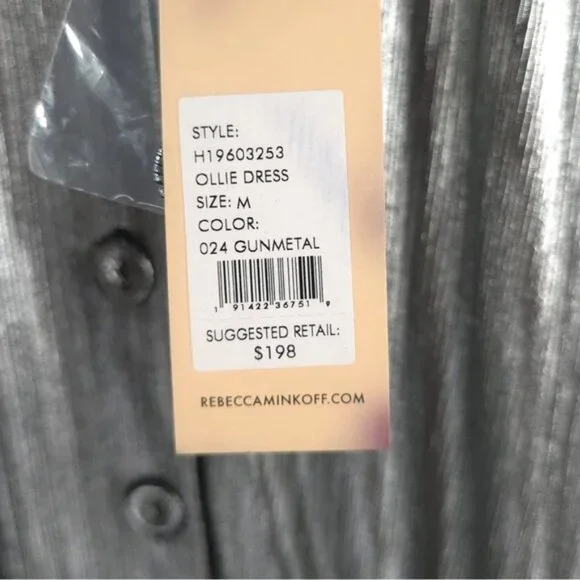 STYLE:
H19603253
OLLIE DRESS
SIZE: M
COLOR:
024 GUNMETAL
1 91422 36751 9
SUGGESTED RETAIL:
$198
REBECCAMINKOFF.COM